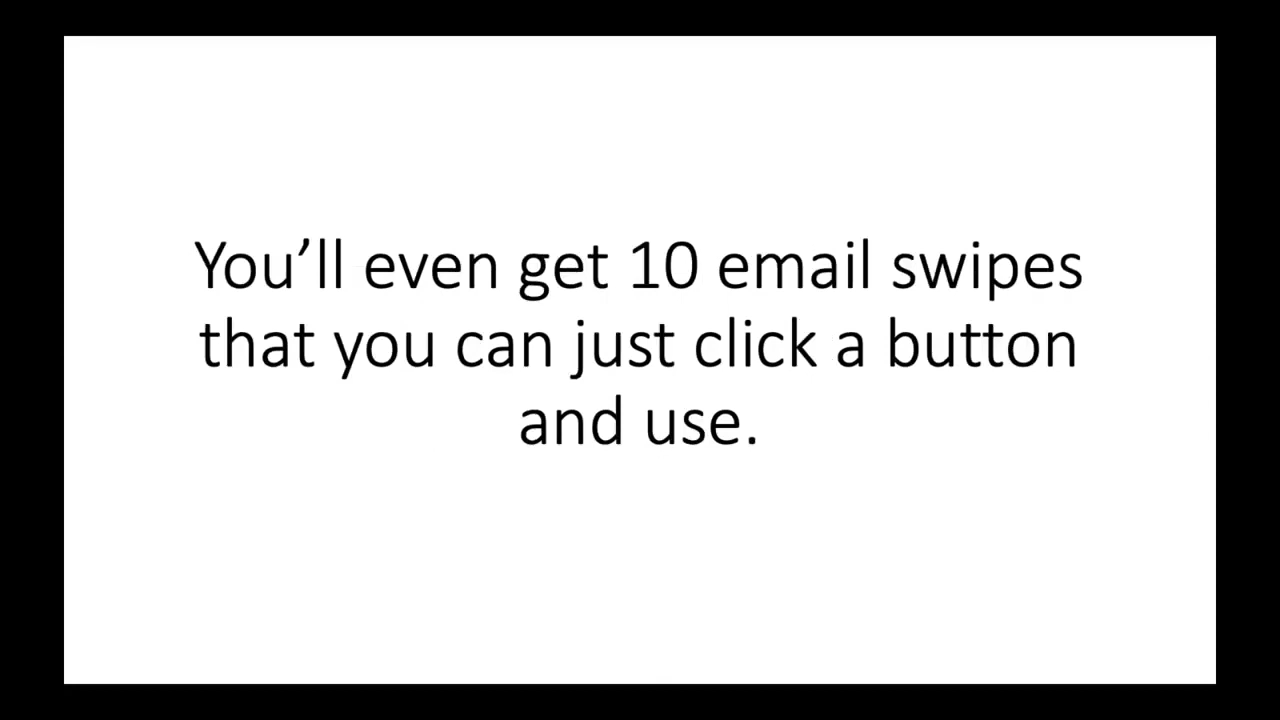 You’ll even get 10 email swipes
that you can just click a button
and use.